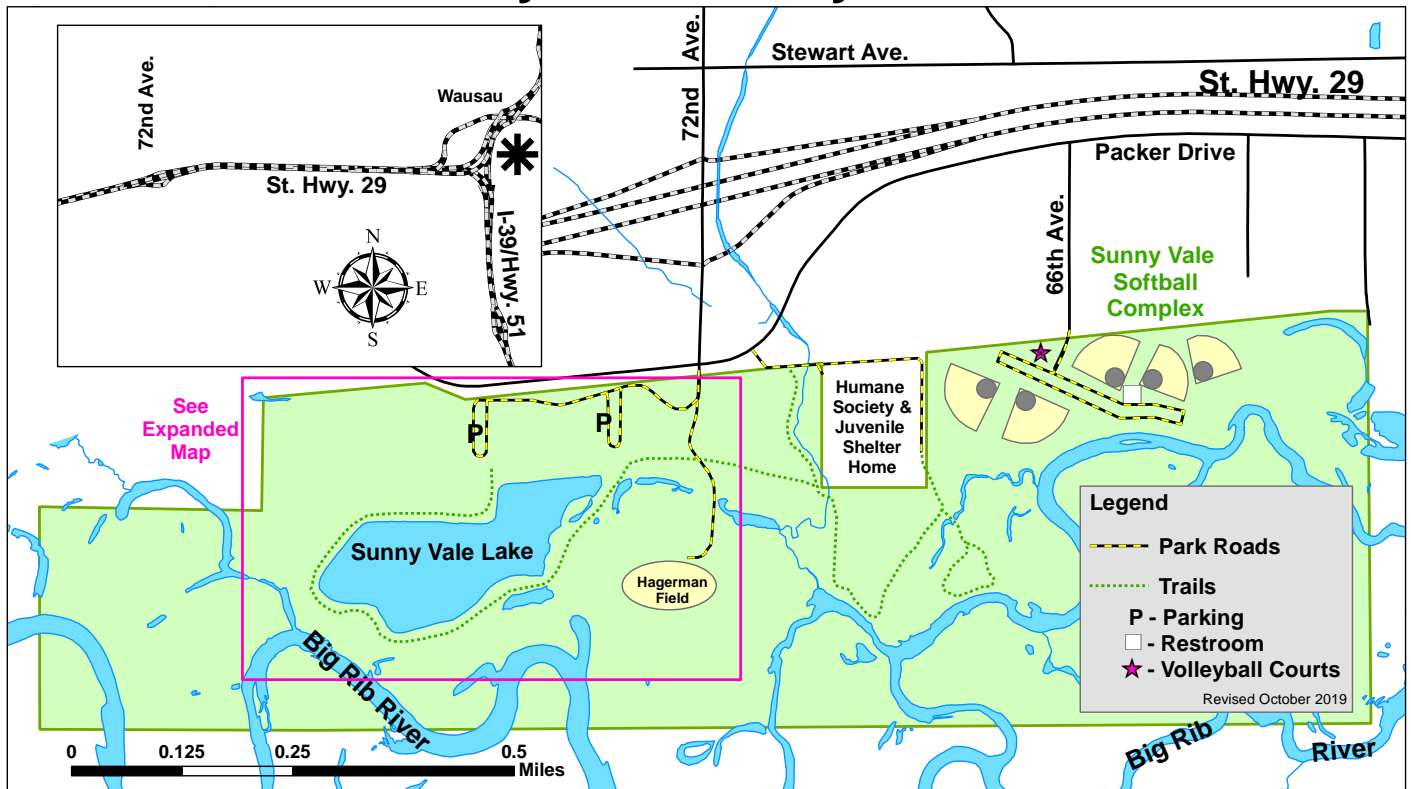 72nd Ave.
Wausau
St. Hwy. 29
I-39/Hwy. 51
N
W
E
S
72nd
Ave.
Stewart Ave.
St. Hwy. 29
Packer Drive
66th Ave.
Sunny Vale
Softball
Complex
See
Expanded
Map
P
P
Humane
Society &
Juvenile
Shelter
Home
Sunny Vale Lake
Hagerman
Field
Big Rib River
Legend
Park Roads
Trails
P - Parking
- Restroom
- Volleyball Courts
Revised October 2019
0 0.125 0.25 0.5
Miles
Big Rib
River